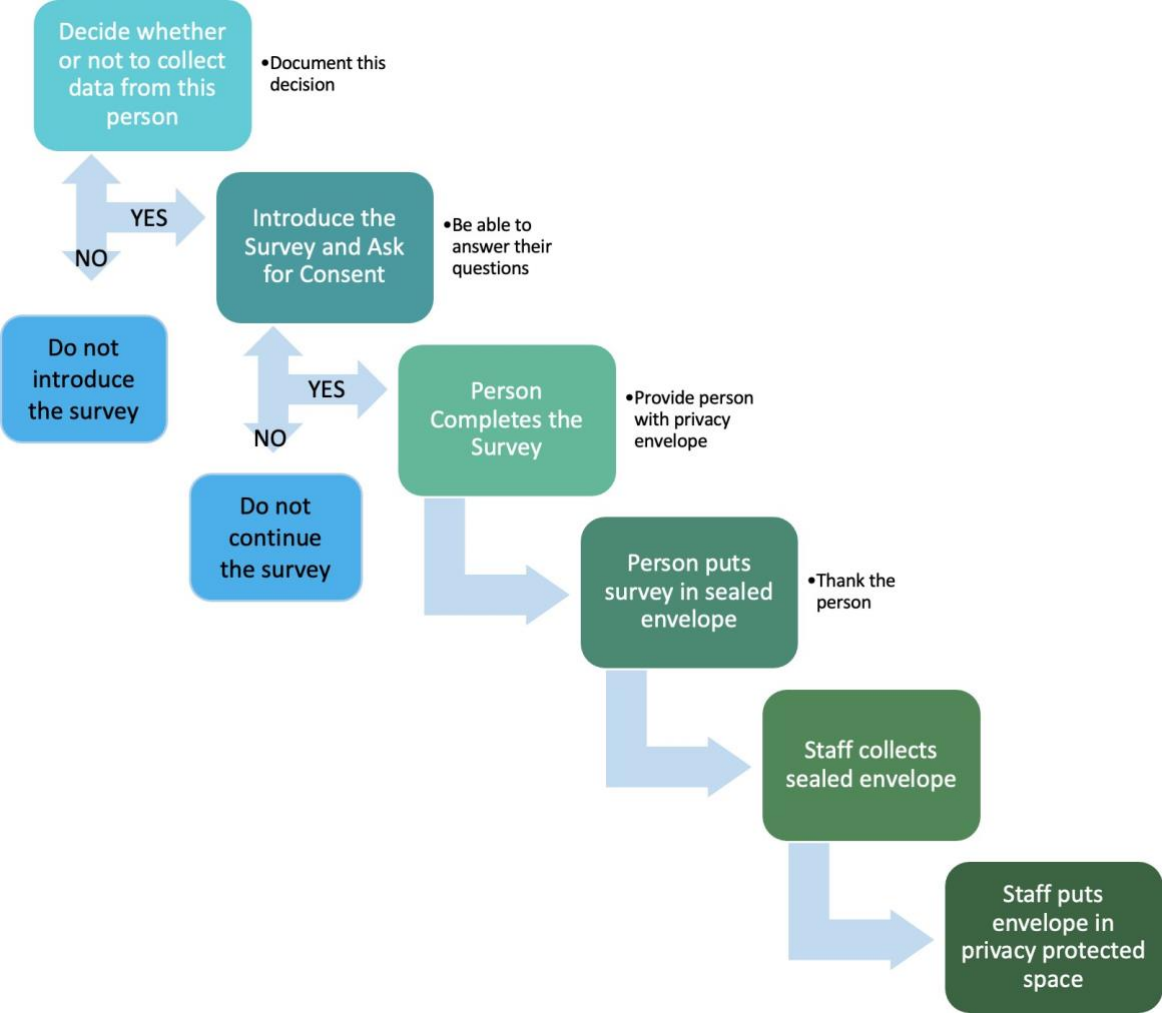 Decide whether
or not to collect
data from this
person
•Document this
decision
YES
NO
Introduce the
Survey and Ask
for Consent
•Be able to
answer their
questions
Do not
introduce
the survey
YES
NO
Person
Completes the
Survey
•Provide person
with privacy
envelope
Do not
continue
the survey
Person puts
survey in sealed
envelope
•Thank the
person
Staff collects
sealed envelope
Staff puts
envelope in
privacy protected
space